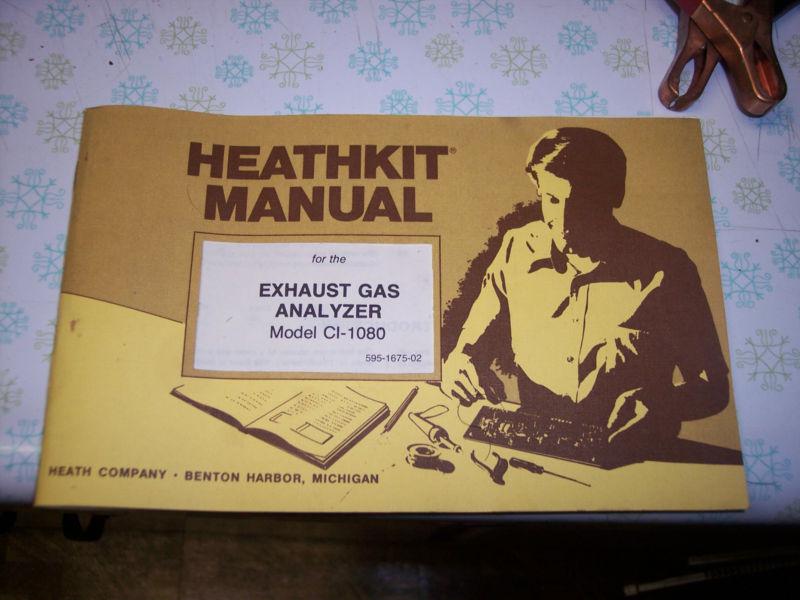 HEATHKIT®
MANUAL
for the
EXHAUST GAS
ANALYZER
Model CI-1080
595-1675-02
HEATH COMPANY · BENTON HARBOR, MICHIGAN